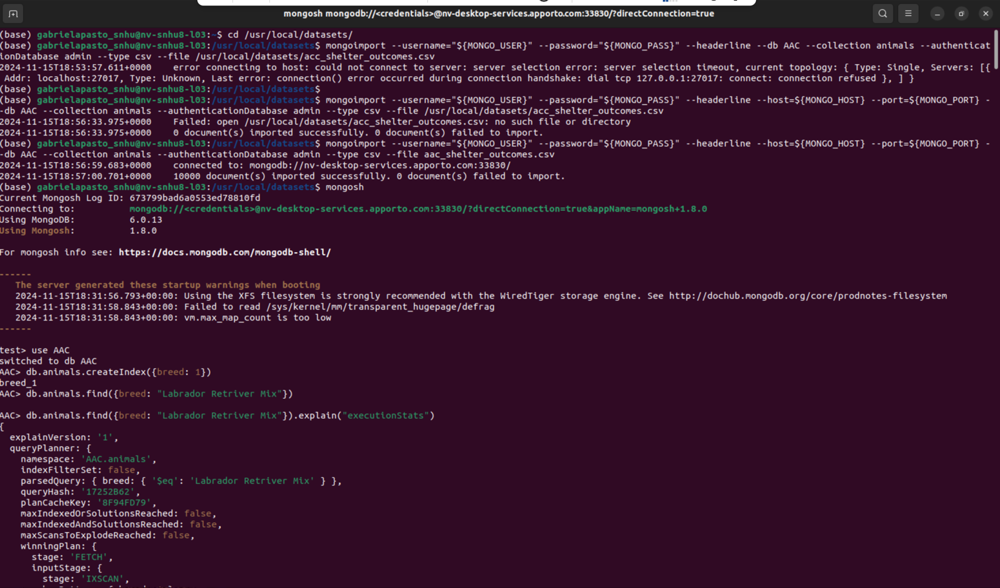 mongosh mongodb://<credentials>@nv-desktop-services.apporto.com:33830/?directConnection=true
(base) gabrielapasto_snhu@nv-snhu8-l03:~$ cd /usr/local/datasets/
(base) gabrielapasto_snhu@nv-snhu8-l03:/usr/local/datasets$ mongoimport --username="${MONGO_USER}" --password="${MONGO_PASS}" --headerline --db AAC --collection animals --authenticat
ionDatabase admin --type csv --file /usr/local/datasets/acc_shelter_outcomes.csv
2024-11-15T18:53:57.611+0000    error connecting to host: could not connect to server: server selection error: server selection timeout, current topology: { Type: Single, Servers: [{
 Addr: localhost:27017, Type: Unknown, Last error: connection() error occurred during connection handshake: dial tcp 127.0.0.1:27017: connect: connection refused }, ] }
(base) gabrielapasto_snhu@nv-snhu8-l03:/usr/local/datasets$
(base) gabrielapasto_snhu@nv-snhu8-l03:/usr/local/datasets$ mongoimport --username="${MONGO_USER}" --password="${MONGO_PASS}" --headerline --host=${MONGO_HOST} --port=${MONGO_PORT} -
-db AAC --collection animals --authenticationDatabase admin --type csv --file /usr/local/datasets/acc_shelter_outcomes.csv
2024-11-15T18:56:33.975+0000    Failed: open /usr/local/datasets/acc_shelter_outcomes.csv: no such file or directory
2024-11-15T18:56:33.975+0000    0 document(s) imported successfully. 0 document(s) failed to import.
(base) gabrielapasto_snhu@nv-snhu8-l03:/usr/local/datasets$ mongoimport --username="${MONGO_USER}" --password="${MONGO_PASS}" --headerline --host=${MONGO_HOST} --port=${MONGO_PORT} -
-db AAC --collection animals --authenticationDatabase admin --type csv --file aac_shelter_outcomes.csv
2024-11-15T18:56:59.683+0000    connected to: mongodb://nv-desktop-services.apporto.com:33830/
2024-11-15T18:57:00.701+0000    10000 document(s) imported successfully. 0 document(s) failed to import.
(base) gabrielapasto_snhu@nv-snhu8-l03:/usr/local/datasets$ mongosh
Current Mongosh Log ID: 673799bad6a0553ed78810fd
Connecting to:          mongodb://<credentials>@nv-desktop-services.apporto.com:33830/?directConnection=true&appName=mongosh+1.8.0
Using MongoDB:          6.0.13
Using Mongosh:          1.8.0
For mongosh info see: https://docs.mongodb.com/mongodb-shell/
------
   The server generated these startup warnings when booting
   2024-11-15T18:31:56.793+00:00: Using the XFS filesystem is strongly recommended with the WiredTiger storage engine. See http://dochub.mongodb.org/core/prodnotes-filesystem
   2024-11-15T18:31:58.843+00:00: Failed to read /sys/kernel/mm/transparent_hugepage/defrag
   2024-11-15T18:31:58.843+00:00: vm.max_map_count is too low
------
test> use AAC
switched to db AAC
AAC> db.animals.createIndex({breed: 1})
breed_1
AAC> db.animals.find({breed: "Labrador Retriver Mix"})
AAC> db.animals.find({breed: "Labrador Retriver Mix"}).explain("executionStats")
{
  explainVersion: '1',
  queryPlanner: {
    namespace: 'AAC.animals',
    indexFilterSet: false,
    parsedQuery: { breed: { '$eq': 'Labrador Retriver Mix' } },
    queryHash: '17252B62',
    planCacheKey: '8F94FD79',
    maxIndexedOrSolutionsReached: false,
    maxIndexedAndSolutionsReached: false,
    maxScansToExplodeReached: false,
    winningPlan: {
      stage: 'FETCH',
      inputStage: {
        stage: 'IXSCAN',